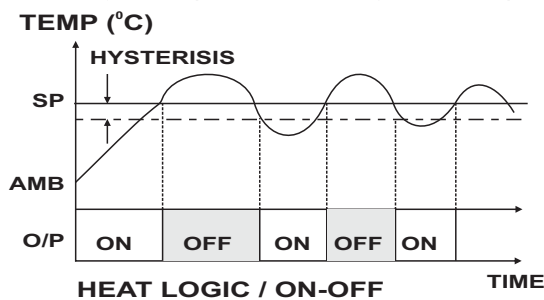 TEMP (°C)
HYSTERISIS
SP
AMB
O/P ON OFF ON OFF ON
TIME
HEAT LOGIC / ON-OFF